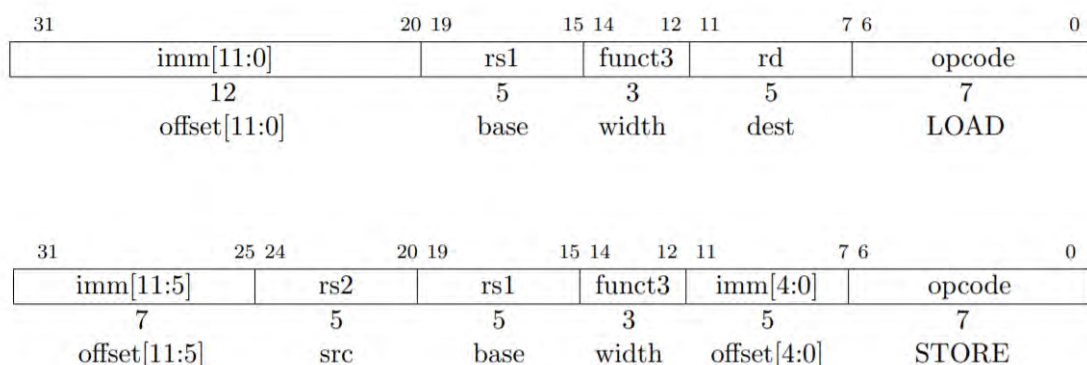 31 20 19 15 14 12 11 7 6 0
imm[11:0] rs1 funct3 rd opcode
12 5 3 5 7
offset[11:0] base width dest LOAD
31 25 24 20 19 15 14 12 11 7 6 0
imm[11:5] rs2 rs1 funct3 imm[4:0] opcode
7 5 5 3 5 7
offset[11:5] src base width offset[4:0] STORE